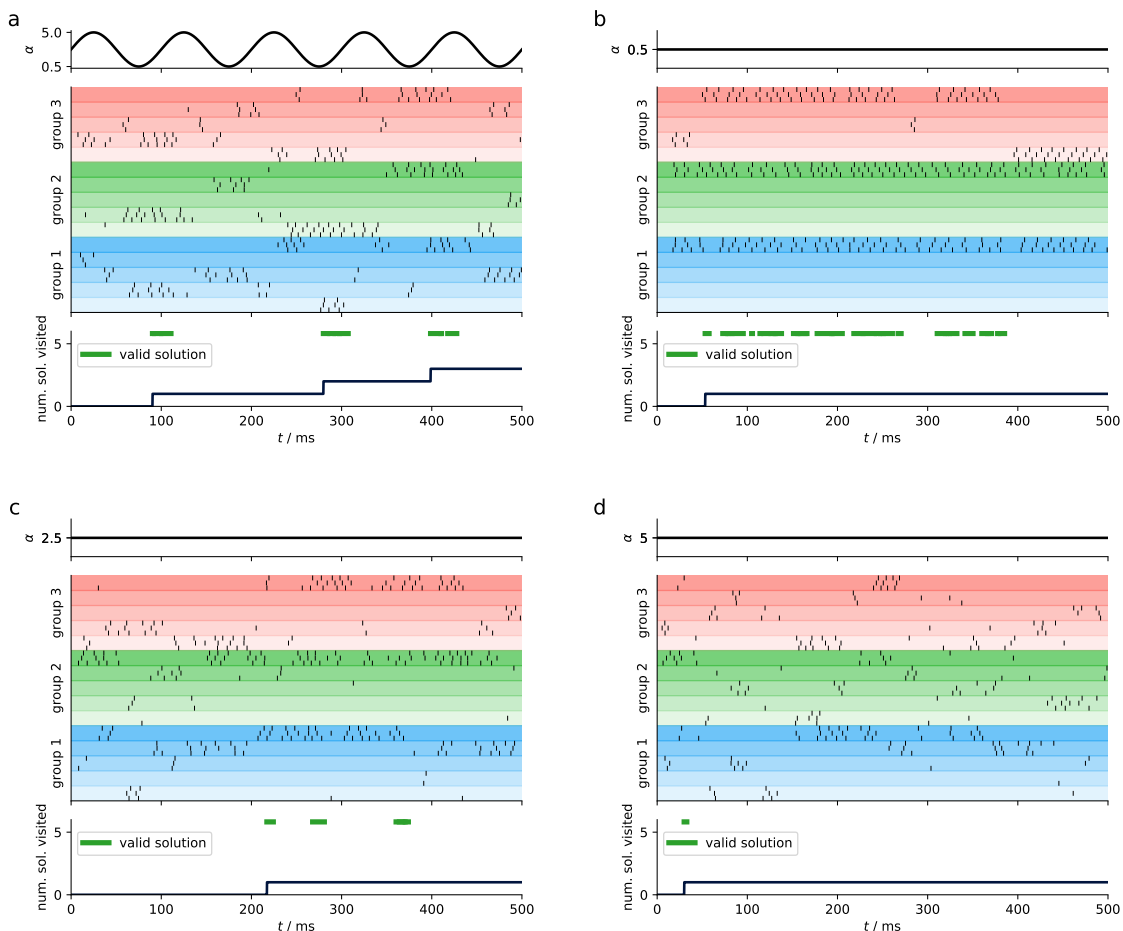 a
α
5.0
0.5
group 3
group 2
group 1
num. sol. visited
5
0
valid solution
0 100 200 300 400 500
t / ms
b
α
0.5
group 3
group 2
group 1
num. sol. visited
5
0
valid solution
0 100 200 300 400 500
t / ms
c
α
2.5
group 3
group 2
group 1
num. sol. visited
5
0
valid solution
0 100 200 300 400 500
t / ms
d
α
5
group 3
group 2
group 1
num. sol. visited
5
0
valid solution
0 100 200 300 400 500
t / ms